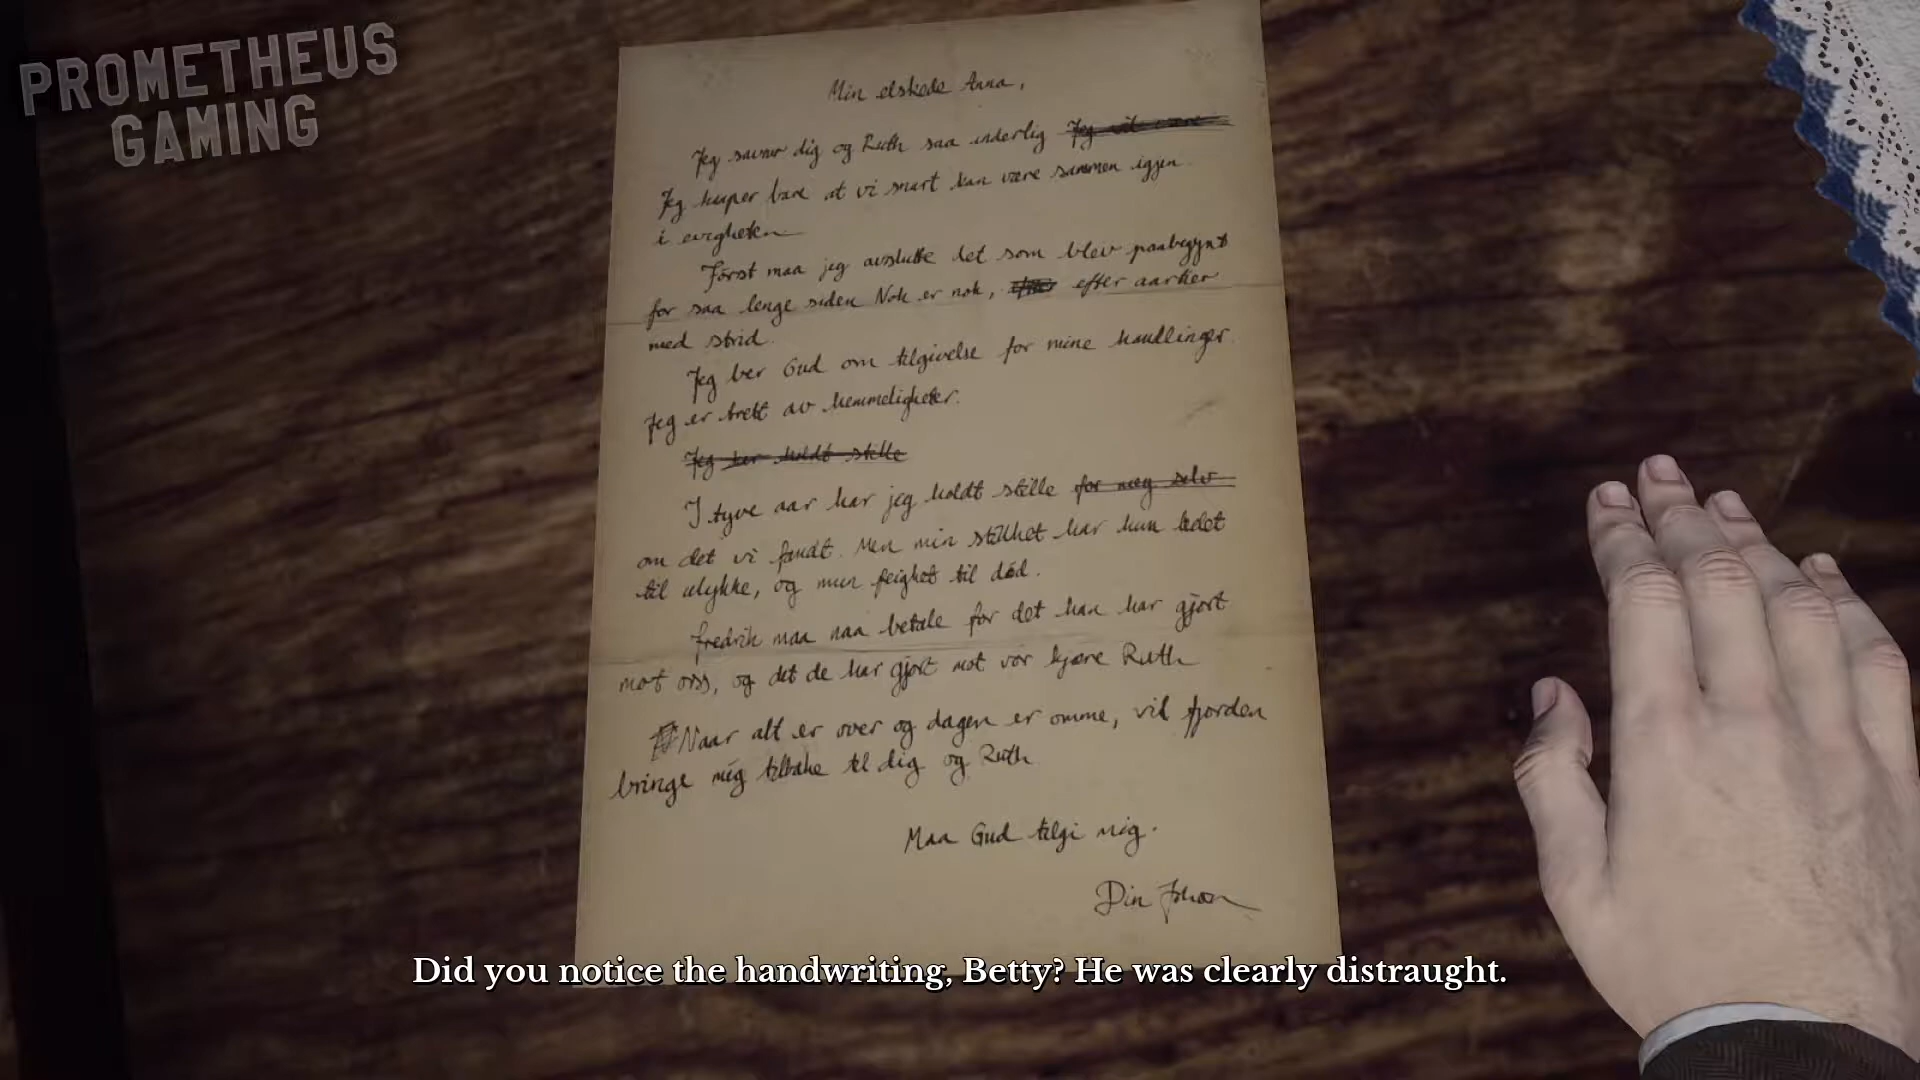 PROMETHEUS
GAMING
Min elskede Anna,
Jeg savner dig og Ruth saa inderlig Jeg vil være
Jeg haaper bare at vi snart kan være sammen igjen
i evigheten
Først maa jeg avslutte det som blev paabegynt
for saa lenge siden Nok er nok, efter efter aartier
med strid.
Jeg ber Gud om tilgivelse for mine handlinger.
Jeg er trett av hemmeligheter.
Jeg har holdt stille
I tyve aar har jeg holdt stille for meg selv
om det vi fandt. Men min stillhet har kun ledet
til ulykke, og min feighet til død.
Fredrik maa naa betale for det han har gjort
mot oss, og det de har gjort mot vor kjære Ruth
Naar alt er over og dagen er omme, vil fjorden
bringe mig tilbake til dig og Ruth
Maa Gud tilgi mig.
Din Johan
Did you notice the handwriting, Betty? He was clearly distraught.